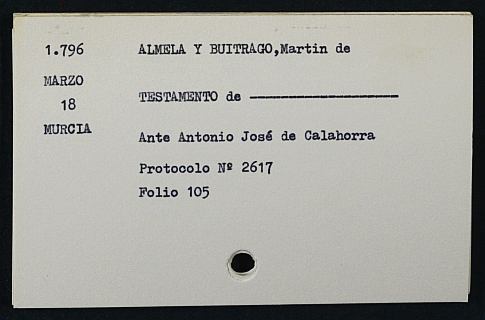 1.796 ALMELA Y BUITRAGO,Martin de
MARZO
18 TESTAMENTO de --------------------
MURCIA Ante Antonio José de Calahorra
Protocolo Nº 2617
Folio 105